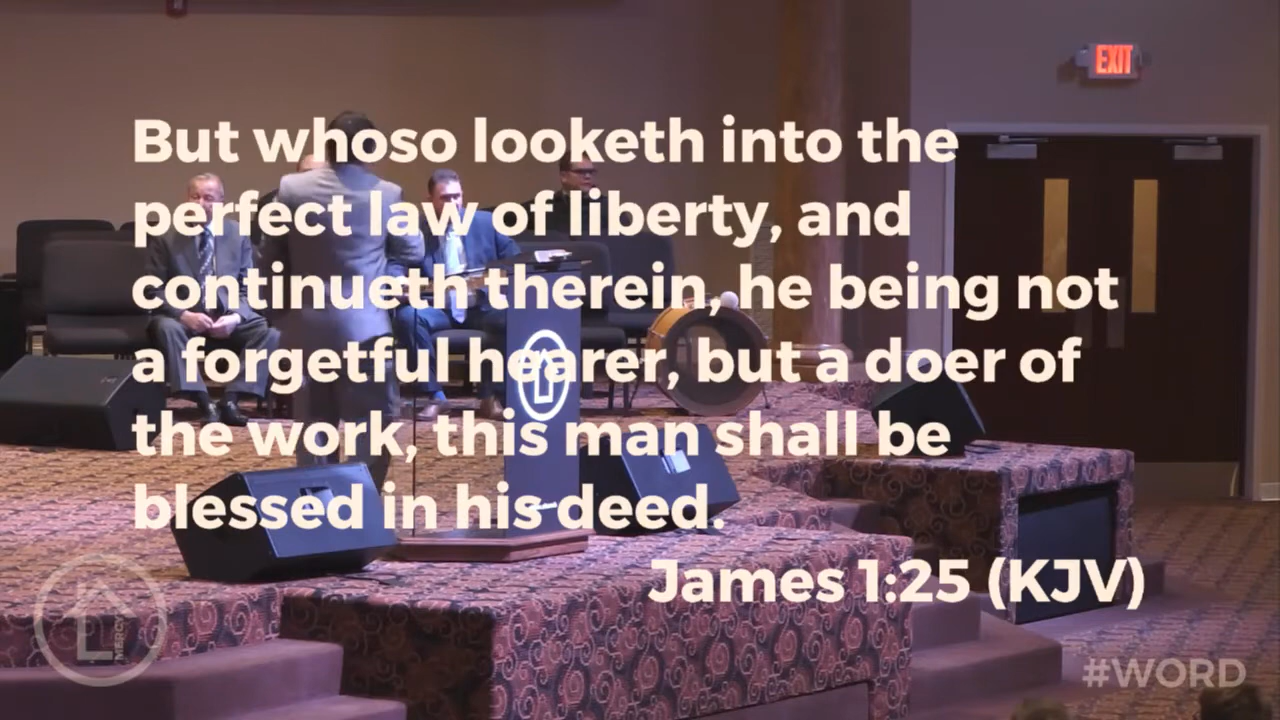 EXIT
But whoso looketh into the
perfect law of liberty, and
continueth therein, he being not
a forgetful hearer, but a doer of
the work, this man shall be
blessed in his deed.
James 1:25 (KJV)
MERCY
#WORD